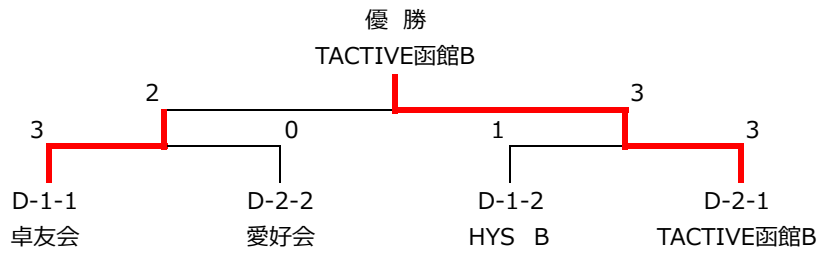 優 勝
TACTIVE函館B
2 3
3 0 1 3
D-1-1 D-2-2 D-1-2 D-2-1
卓友会 愛好会 HYS B TACTIVE函館B